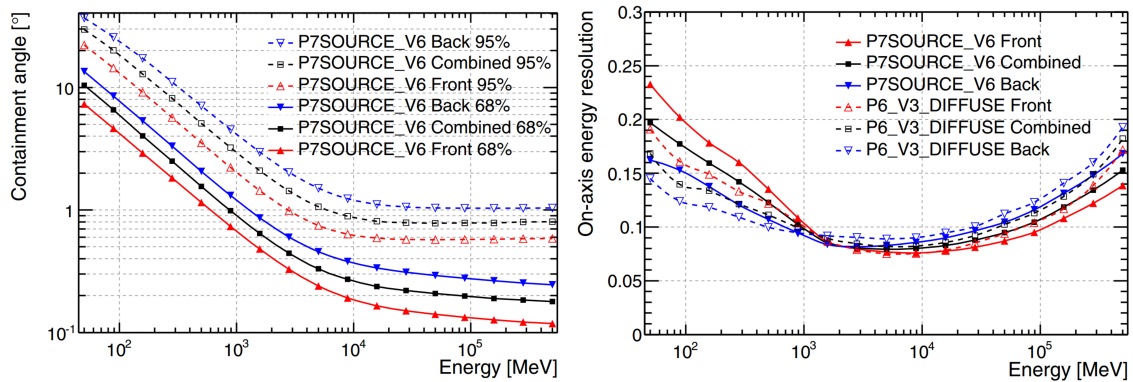 Containment angle [°]
10
1
10⁻¹
P7SOURCE_V6 Back 95%
P7SOURCE_V6 Combined 95%
P7SOURCE_V6 Front 95%
P7SOURCE_V6 Back 68%
P7SOURCE_V6 Combined 68%
P7SOURCE_V6 Front 68%
10²
10³
10⁴
10⁵
Energy [MeV]
On-axis energy resolution
0.3
0.25
0.2
0.15
0.1
0.05
0
P7SOURCE_V6 Front
P7SOURCE_V6 Combined
P7SOURCE_V6 Back
P6_V3_DIFFUSE Front
P6_V3_DIFFUSE Combined
P6_V3_DIFFUSE Back
10²
10³
10⁴
10⁵
Energy [MeV]